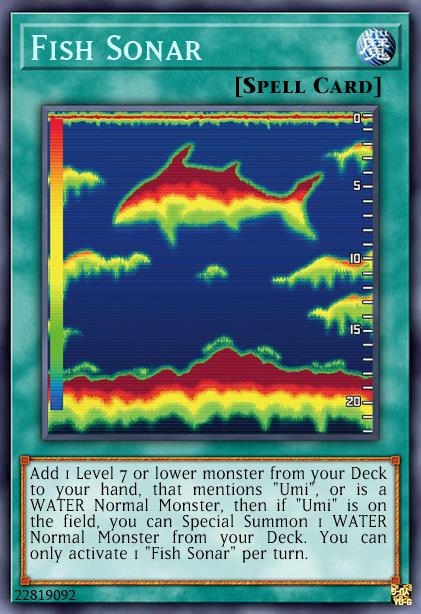 Fish Sonar
魔
[Spell Card]
0
5
10
15
20
Add 1 Level 7 or lower monster from your Deck
to your hand, that mentions "Umi", or is a
WATER Normal Monster, then if "Umi" is on
the field, you can Special Summon 1 WATER
Normal Monster from your Deck. You can
only activate 1 "Fish Sonar" per turn.
22819092